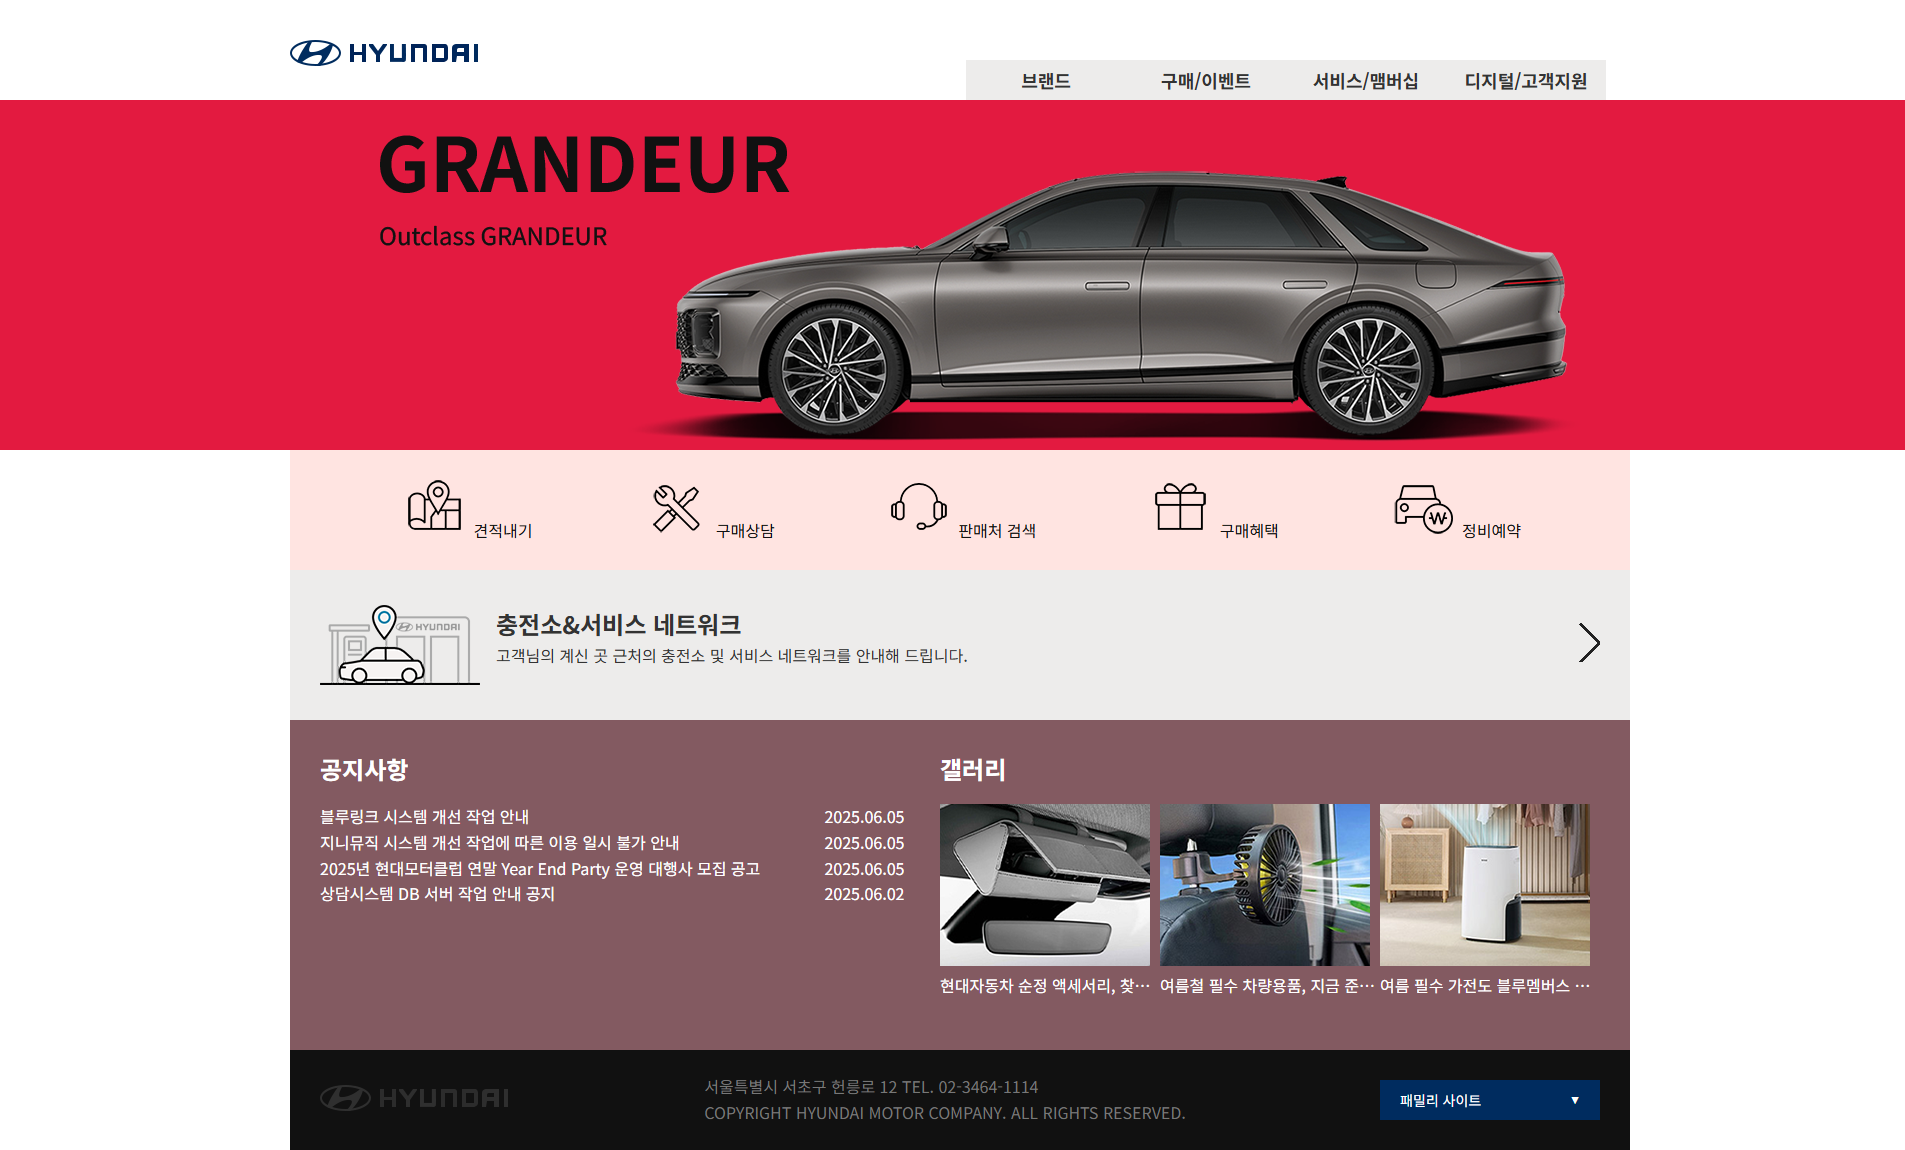 HYUNDAI
브랜드
구매/이벤트
서비스/맴버십
디지털/고객지원
GRANDEUR
Outclass GRANDEUR
견적내기
구매상담
판매처 검색
구매혜택
정비예약
HYUNDAI
충전소&서비스 네트워크
고객님의 계신 곳 근처의 충전소 및 서비스 네트워크를 안내해 드립니다.
공지사항
블루링크 시스템 개선 작업 안내 2025.06.05
지니뮤직 시스템 개선 작업에 따른 이용 일시 불가 안내 2025.06.05
2025년 현대모터클럽 연말 Year End Party 운영 대행사 모집 공고 2025.06.05
상담시스템 DB 서버 작업 안내 공지 2025.06.02
갤러리
현대자동차 순정 액세서리, 찾…
여름철 필수 차량용품, 지금 준…
여름 필수 가전도 블루멤버스 …
HYUNDAI
서울특별시 서초구 헌릉로 12 TEL. 02-3464-1114
COPYRIGHT HYUNDAI MOTOR COMPANY. ALL RIGHTS RESERVED.
패밀리 사이트 ▼